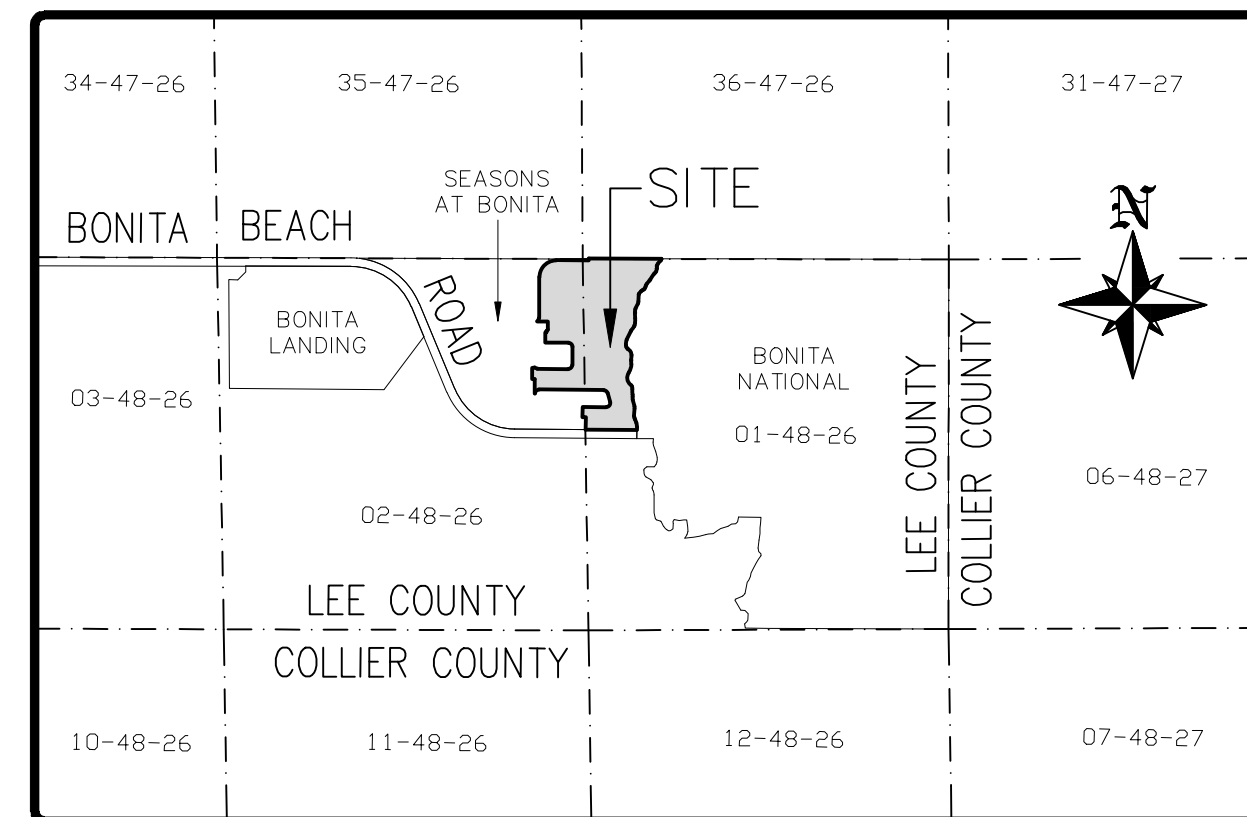 34-47-26
35-47-26
36-47-26
31-47-27
SEASONS
AT BONITA
SITE
N
BONITA BEACH
ROAD
BONITA
LANDING
BONITA
NATIONAL
03-48-26
01-48-26
LEE COUNTY
COLLIER COUNTY
06-48-27
02-48-26
LEE COUNTY
COLLIER COUNTY
10-48-26
11-48-26
12-48-26
07-48-27